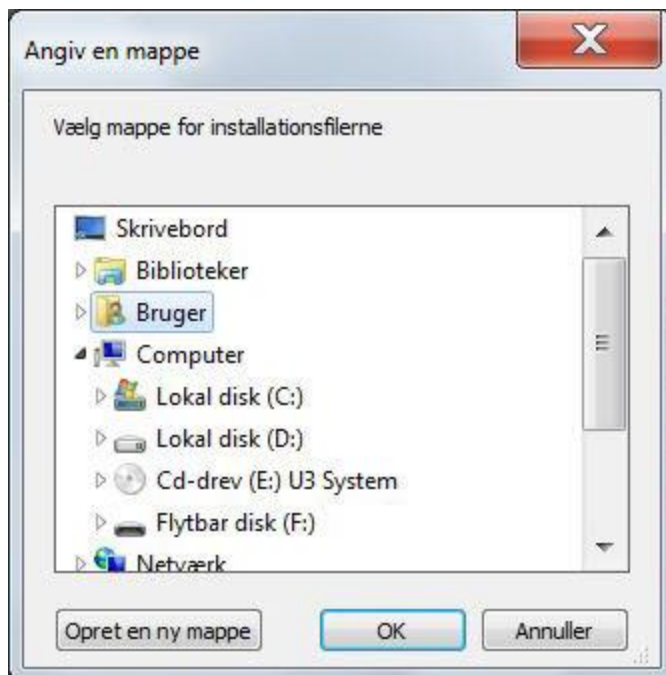 Angiv en mappe
Vælg mappe for installationsfilerne
Skrivebord
Biblioteker
Bruger
Computer
Lokal disk (C:)
Lokal disk (D:)
Cd-drev (E:) U3 System
Flytbar disk (F:)
Netværk
Opret en ny mappe OK Annuller